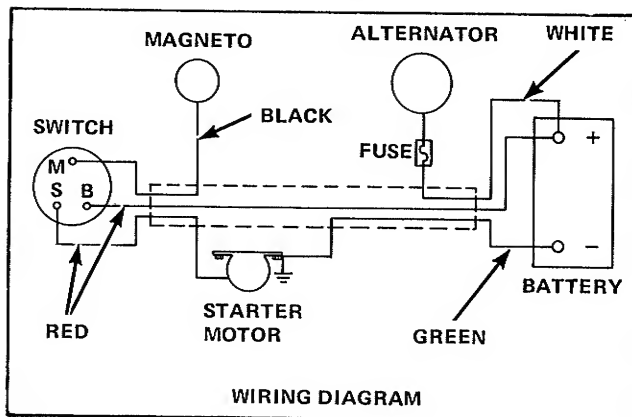 MAGNETO
ALTERNATOR
WHITE
BLACK
SWITCH
FUSE
M
S B
+
-
BATTERY
STARTER
MOTOR
RED
GREEN
WIRING DIAGRAM